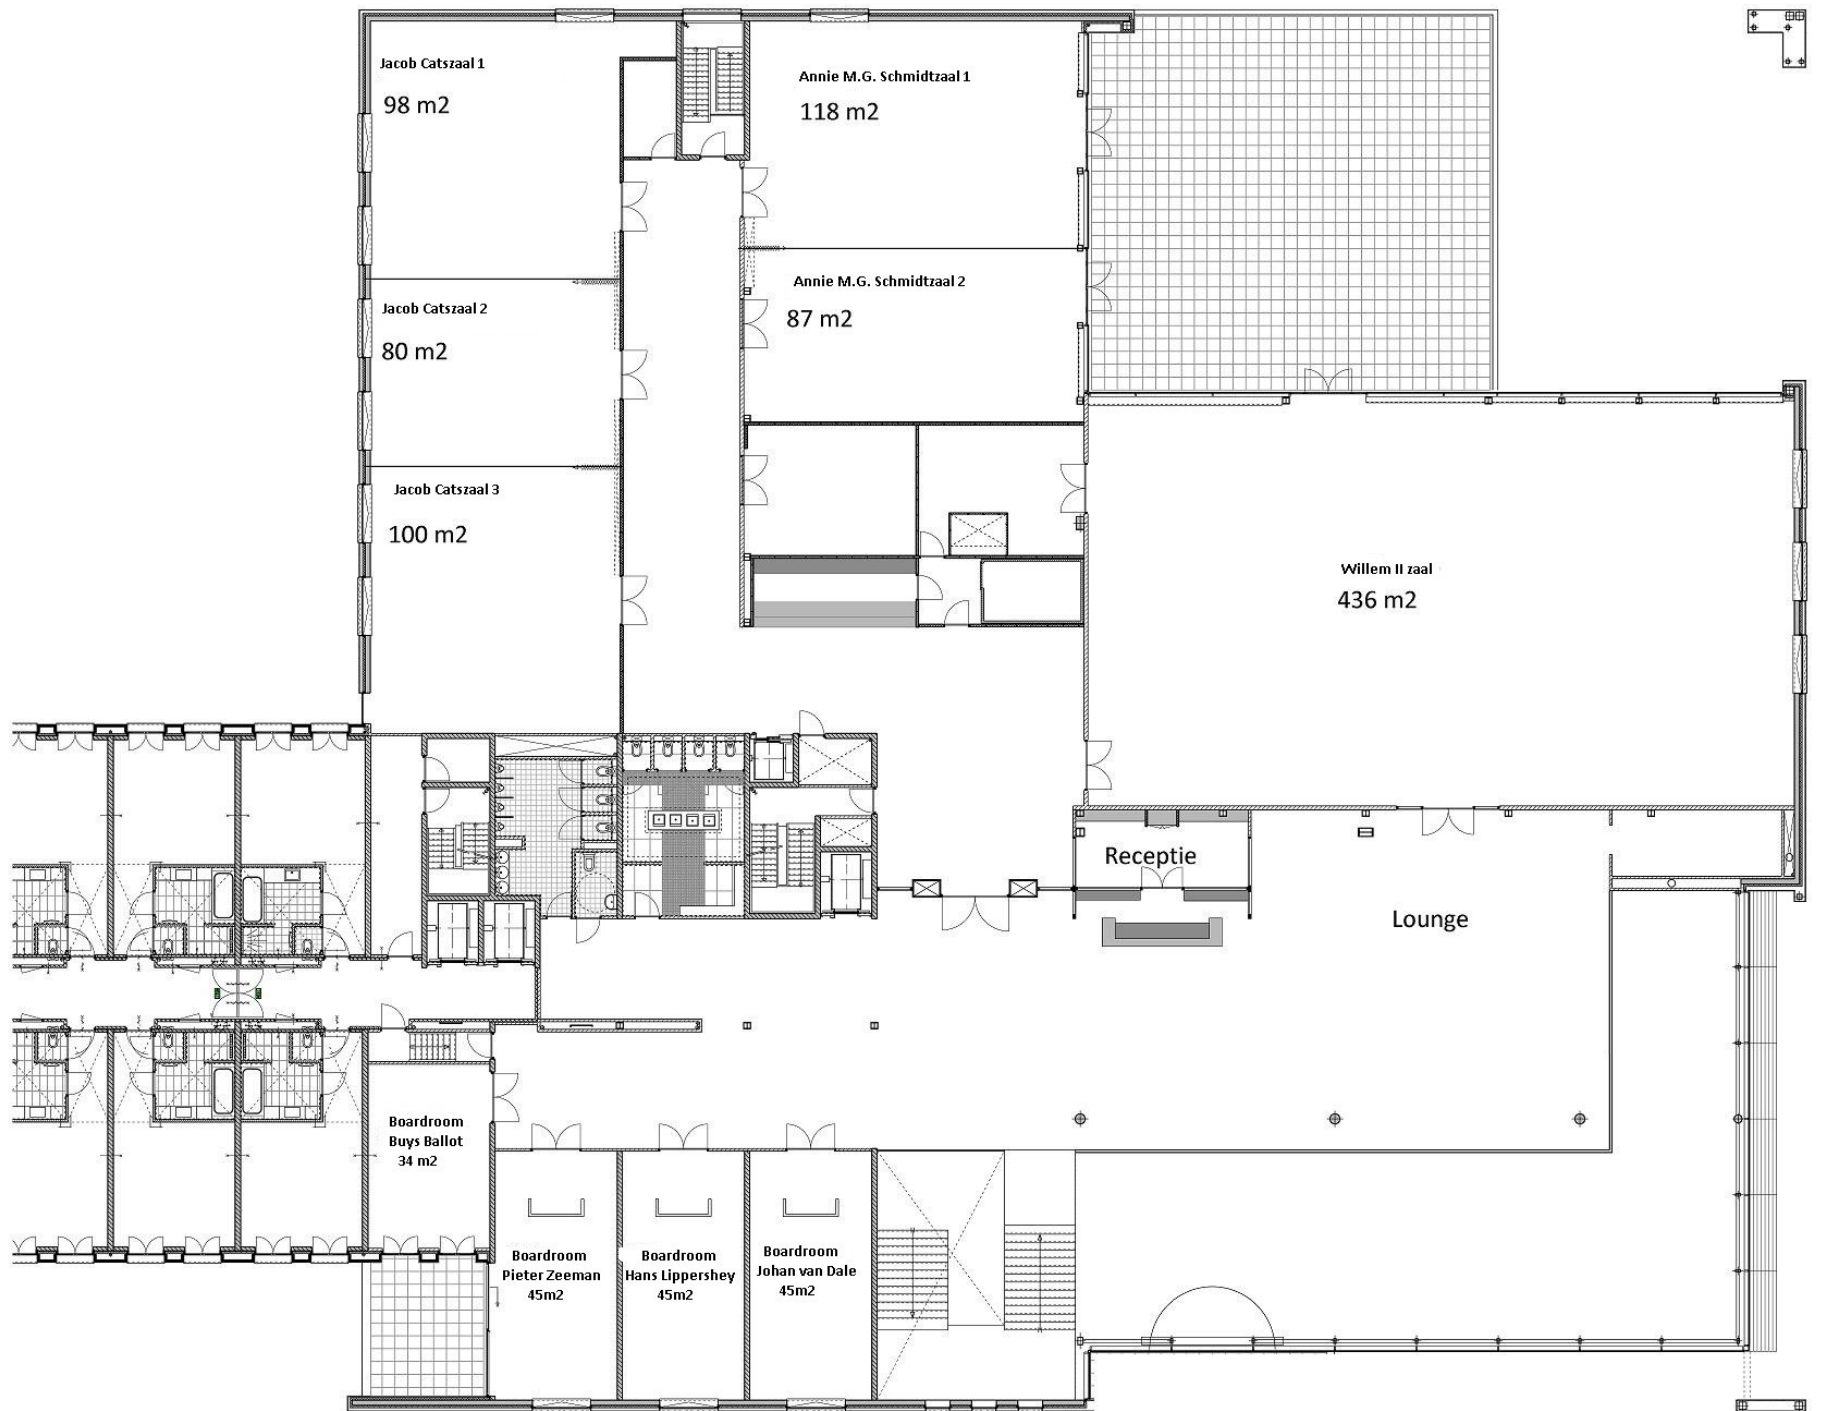 Jacob Catszaal 1
98 m2
Annie M.G. Schmidtzaal 1
118 m2
Annie M.G. Schmidtzaal 2
87 m2
Jacob Catszaal 2
80 m2
Jacob Catszaal 3
100 m2
Willem II zaal
436 m2
Receptie
Lounge
Boardroom
Buys Ballot
34 m2
Boardroom
Pieter Zeeman
45m2
Boardroom
Hans Lippershey
45m2
Boardroom
Johan van Dale
45m2